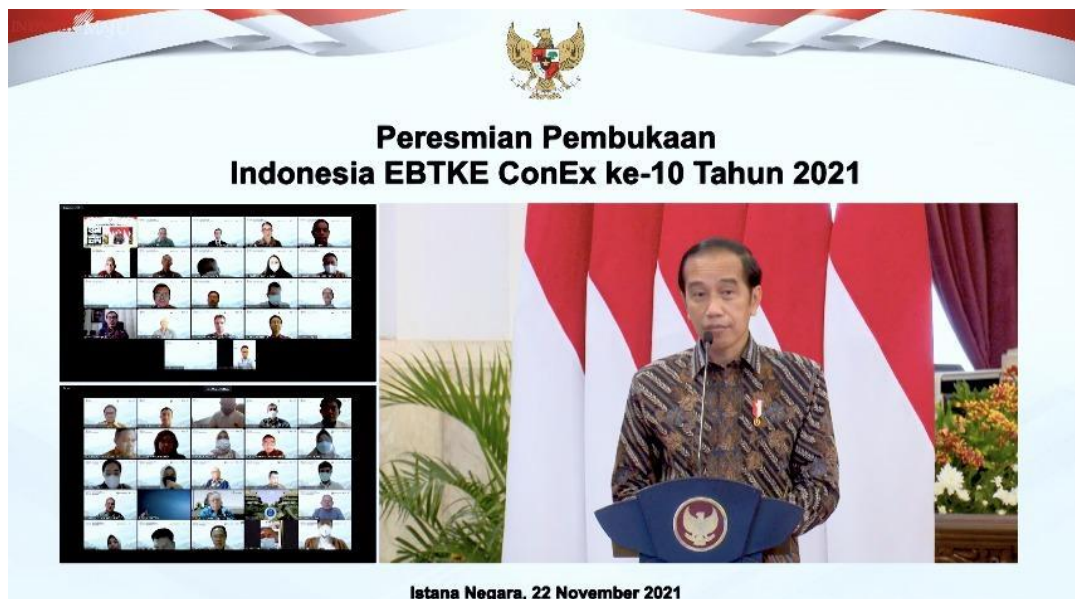 Peresmian Pembukaan
Indonesia EBTKE ConEx ke-10 Tahun 2021
Istana Negara, 22 November 2021